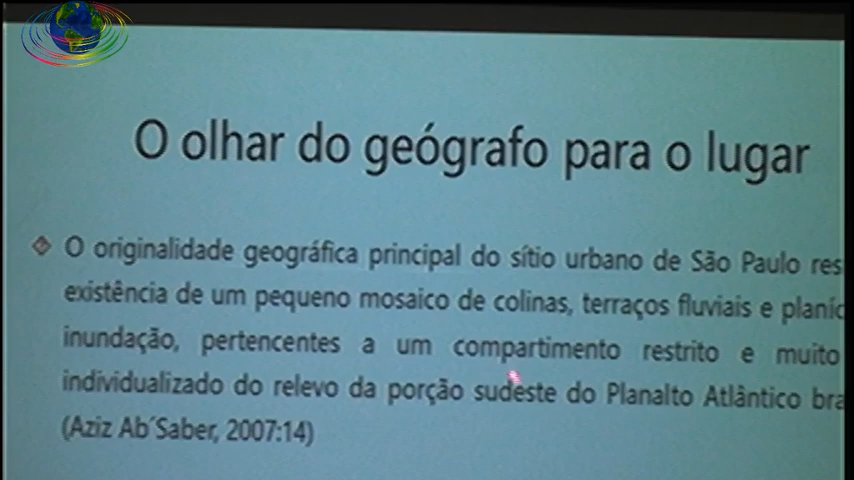 O olhar do geógrafo para o lugar
O originalidade geográfica principal do sítio urbano de São Paulo res
existência de um pequeno mosaico de colinas, terraços fluviais e planíc
inundação, pertencentes a um compartimento restrito e muito
individualizado do relevo da porção sudeste do Planalto Atlântico bra
(Aziz Ab´Saber, 2007:14)